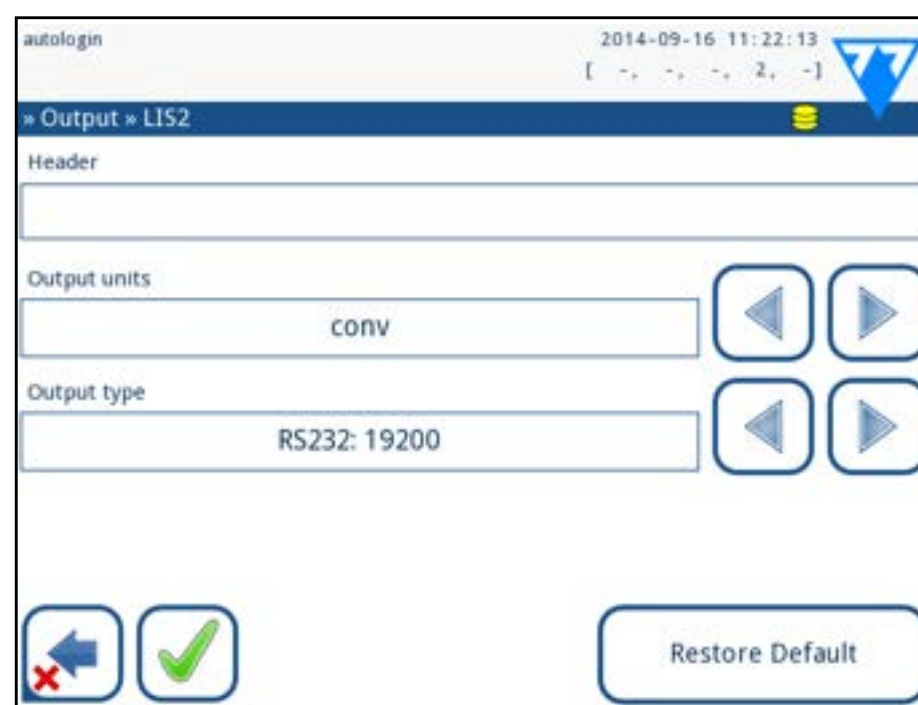 autologin
2014-09-16 11:22:13
[ -, -, -, 2, -]
» Output » LIS2
Header
Output units
conv
Output type
RS232: 19200
Restore Default